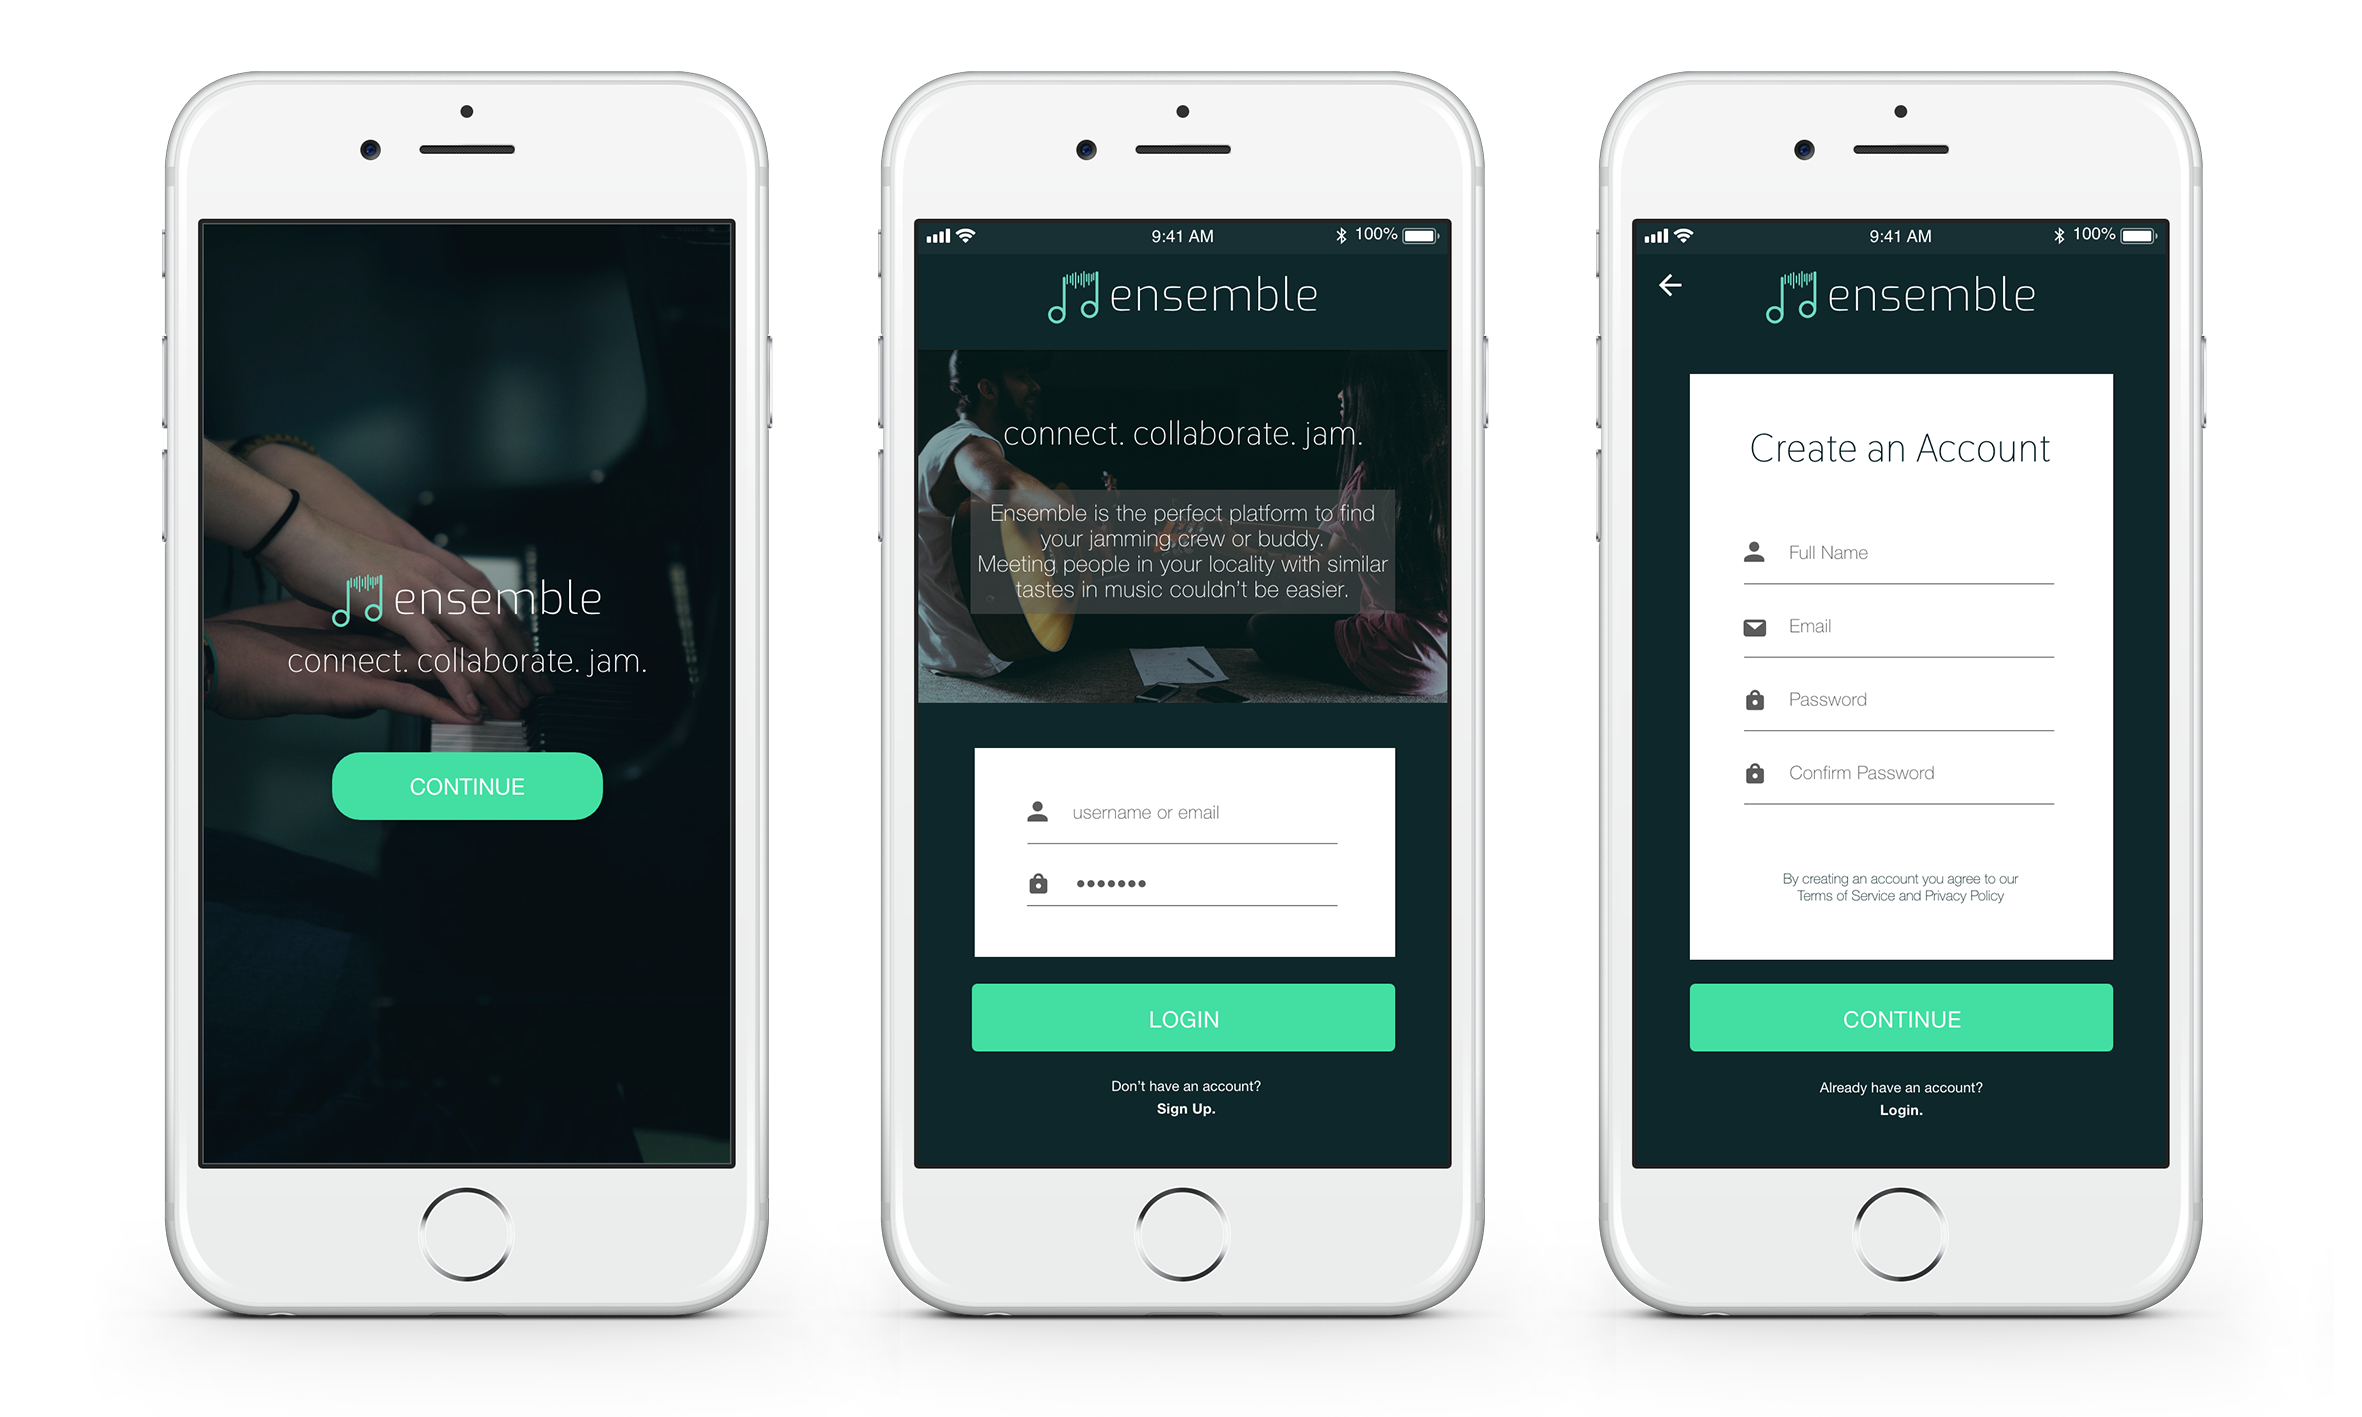 ensemble
connect. collaborate. jam.
CONTINUE
9:41 AM
100%
ensemble
connect. collaborate. jam.
Ensemble is the perfect platform to find
your jamming crew or buddy.
Meeting people in your locality with similar
tastes in music couldn't be easier.
username or email
LOGIN
Don't have an account?
Sign Up.
9:41 AM
100%
ensemble
Create an Account
Full Name
Email
Password
Confirm Password
By creating an account you agree to our
Terms of Service and Privacy Policy
CONTINUE
Already have an account?
Login.